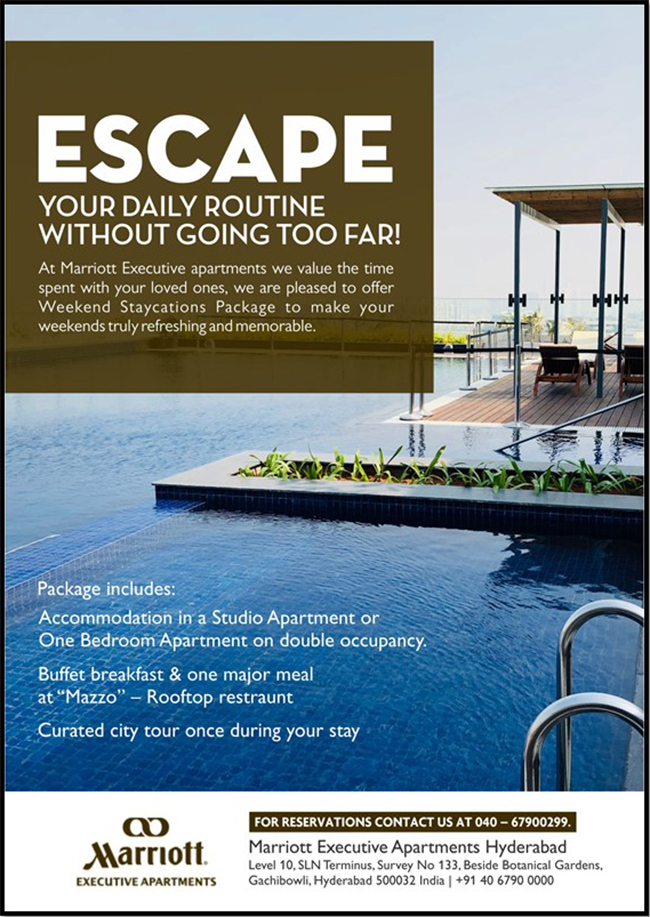 ESCAPE
YOUR DAILY ROUTINE
WITHOUT GOING TOO FAR!
At Marriott Executive apartments we value the time
spent with your loved ones, we are pleased to offer
Weekend Staycations Package to make your
weekends truly refreshing and memorable.
Package includes:
Accommodation in a Studio Apartment or
One Bedroom Apartment on double occupancy.
Buffet breakfast & one major meal
at “Mazzo” – Rooftop restraunt
Curated city tour once during your stay
Marriott.
EXECUTIVE APARTMENTS
FOR RESERVATIONS CONTACT US AT 040 – 67900299.
Marriott Executive Apartments Hyderabad
Level 10, SLN Terminus, Survey No 133, Beside Botanical Gardens,
Gachibowli, Hyderabad 500032 India | +91 40 6790 0000